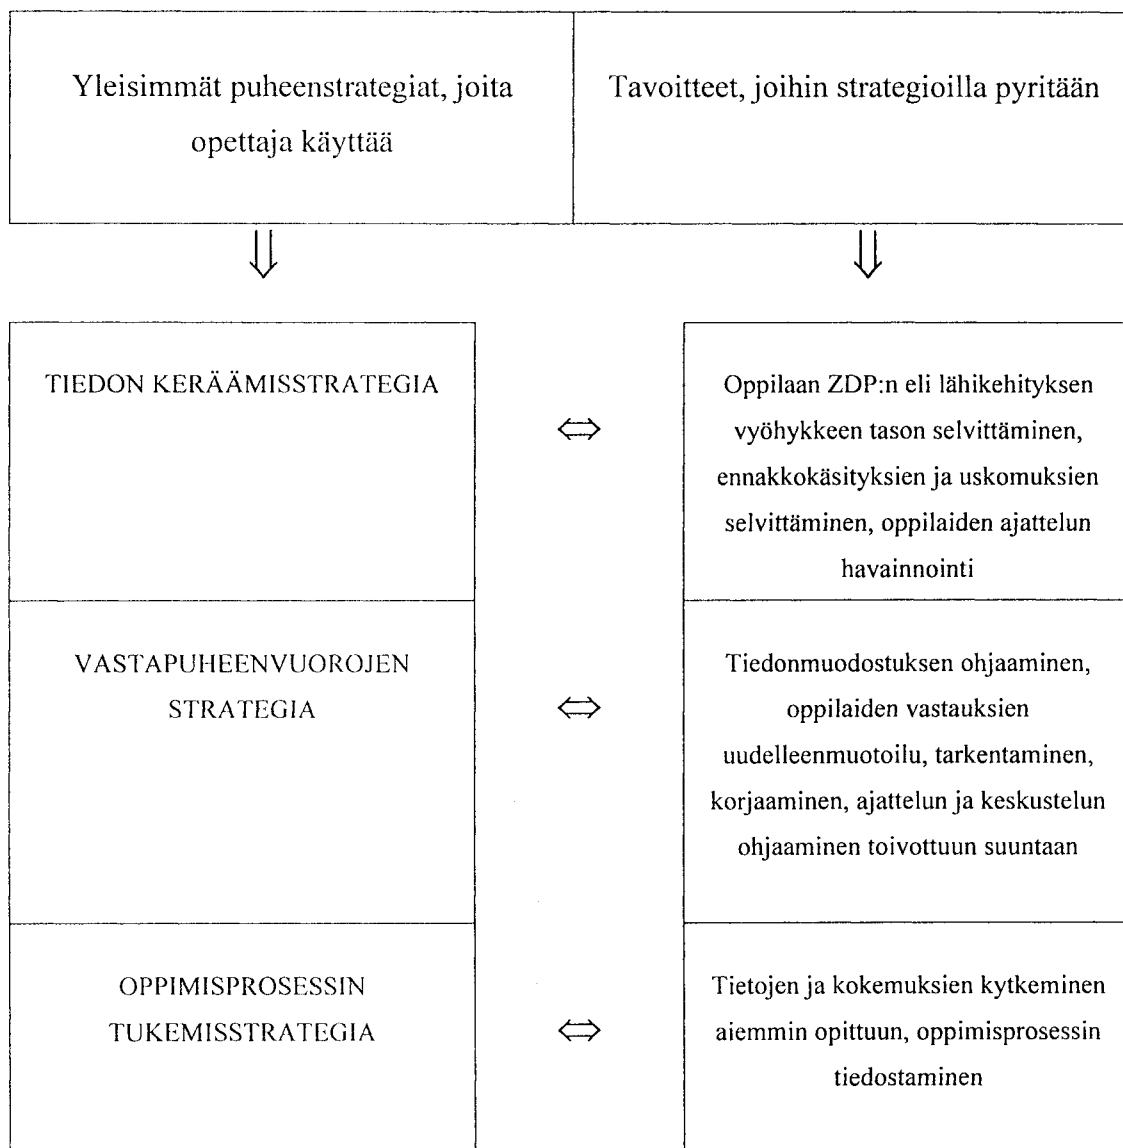 Yleisimmät puheenstrategiat, joita
opettaja käyttää
Tavoitteet, joihin strategioilla pyritään
TIEDON KERÄÄMISSTRATEGIA
Oppilaan ZDP:n eli lähikehityksen
vyöhykkeen tason selvittäminen,
ennakkokäsityksien ja uskomuksien
selvittäminen, oppilaiden ajattelun
havainnointi
VASTAPUHEENVUOROJEN
STRATEGIA
Tiedonmuodostuksen ohjaaminen,
oppilaiden vastauksien
uudelleenmuotoilu, tarkentaminen,
korjaaminen, ajattelun ja keskustelun
ohjaaminen toivottuun suuntaan
OPPIMISPROSESSIN
TUKEMISSTRATEGIA
Tietojen ja kokemuksien kytkeminen
aiemmin opittuun, oppimisprosessin
tiedostaminen